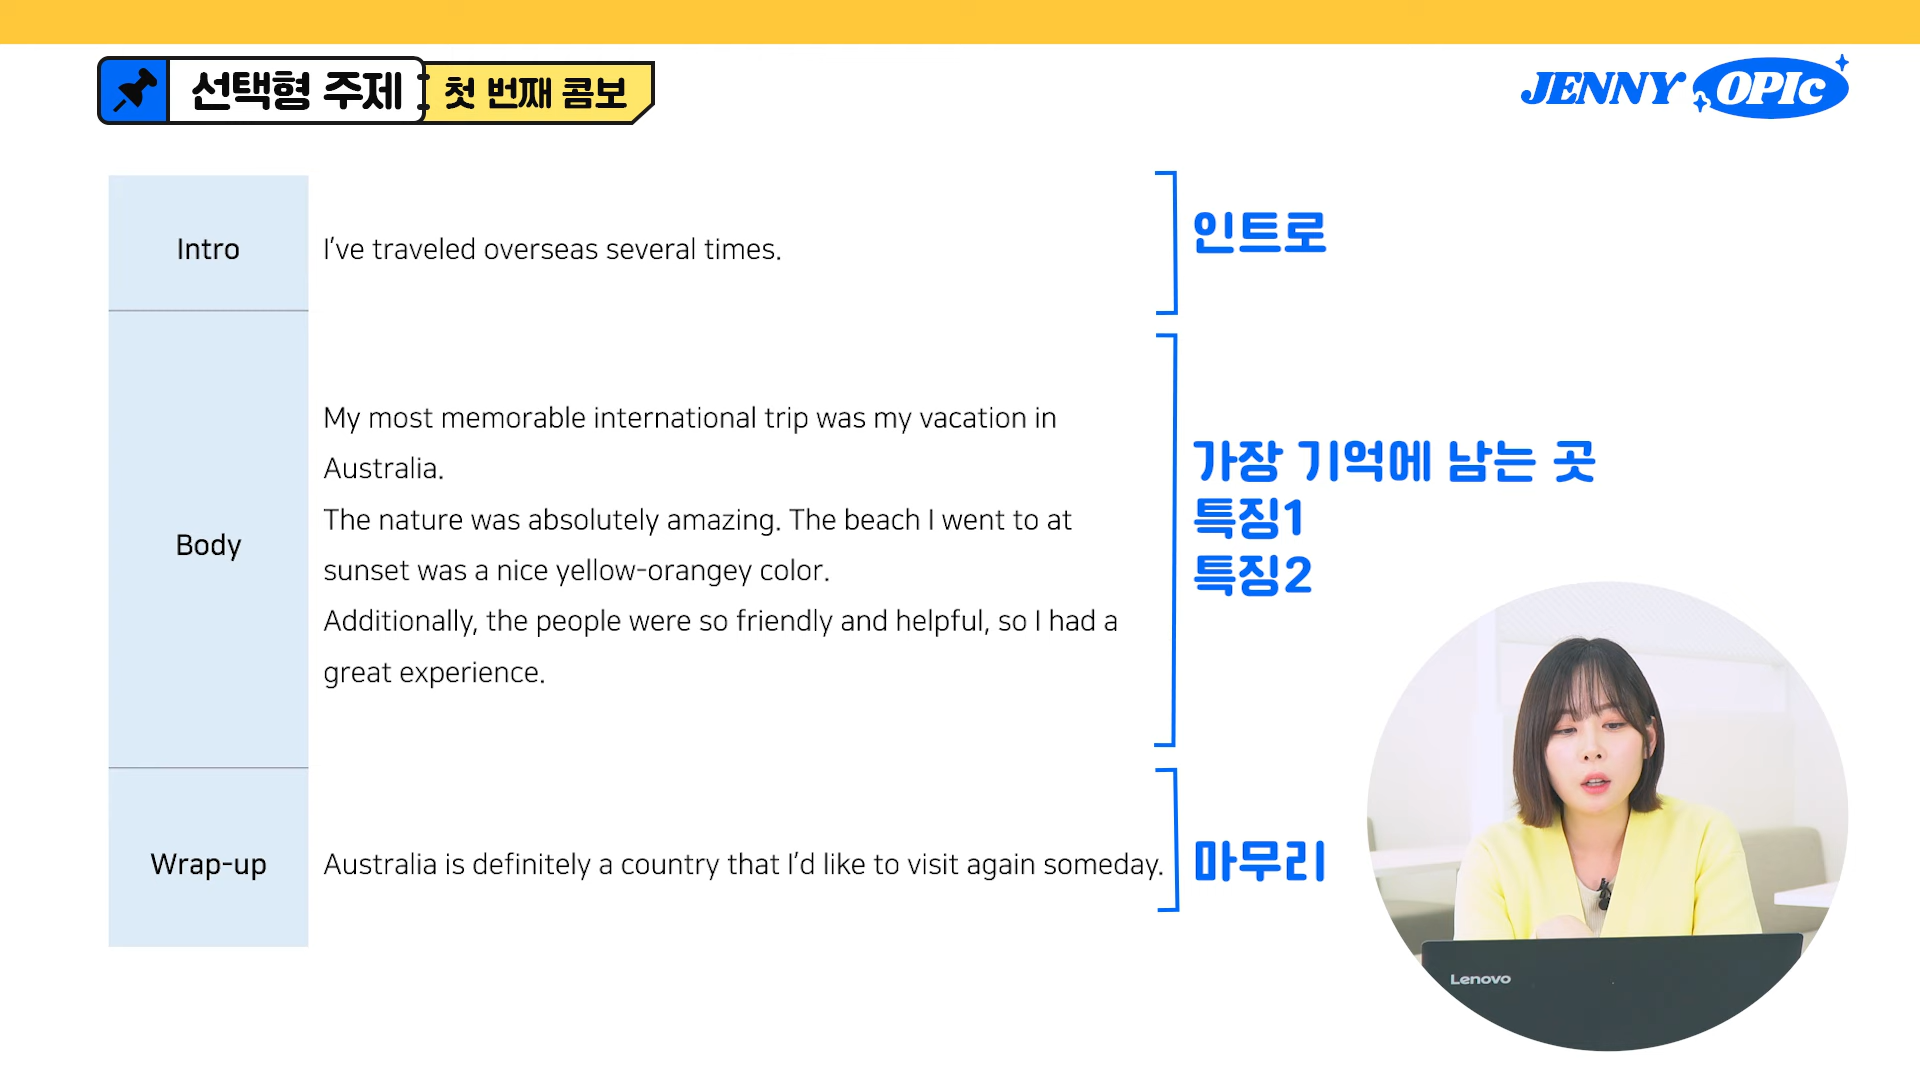 선택형 주제 : 첫 번째 콤보
JENNY OPIc
Intro
I've traveled overseas several times.
인트로
Body
My most memorable international trip was my vacation in
Australia.
The nature was absolutely amazing. The beach I went to at
sunset was a nice yellow-orangey color.
Additionally, the people were so friendly and helpful, so I had a
great experience.
가장 기억에 남는 곳
특징1
특징2
Wrap-up
Australia is definitely a country that I'd like to visit again someday.
마무리
Lenovo